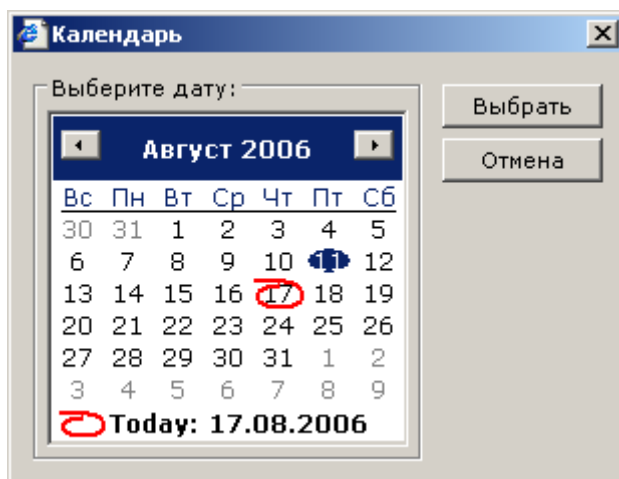 Календарь
Выберите дату:
Выбрать
Отмена
Август 2006
Вс Пн Вт Ср Чт Пт Сб
30 31 1 2 3 4 5
6 7 8 9 10 11 12
13 14 15 16 17 18 19
20 21 22 23 24 25 26
27 28 29 30 31 1 2
3 4 5 6 7 8 9
Today: 17.08.2006